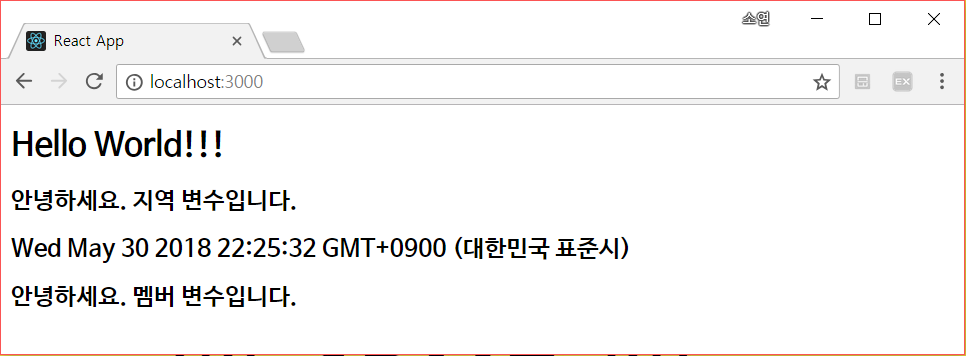 소연
React App
localhost:3000
EX
Hello World!!!
안녕하세요. 지역 변수입니다.
Wed May 30 2018 22:25:32 GMT+0900 (대한민국 표준시)
안녕하세요. 멤버 변수입니다.